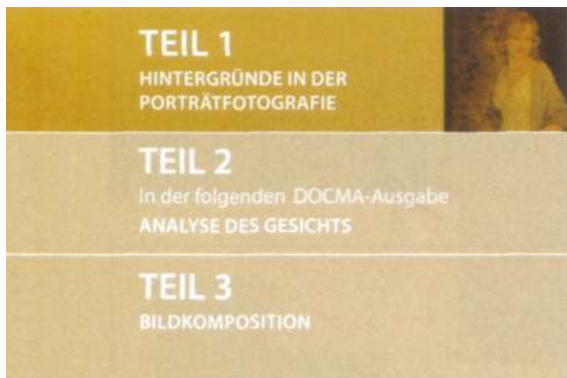 TEIL 1
HINTERGRÜNDE IN DER
PORTRÄTFOTOGRAFIE
TEIL 2
In der folgenden DOCMA-Ausgabe
ANALYSE DES GESICHTS
TEIL 3
BILDKOMPOSITION